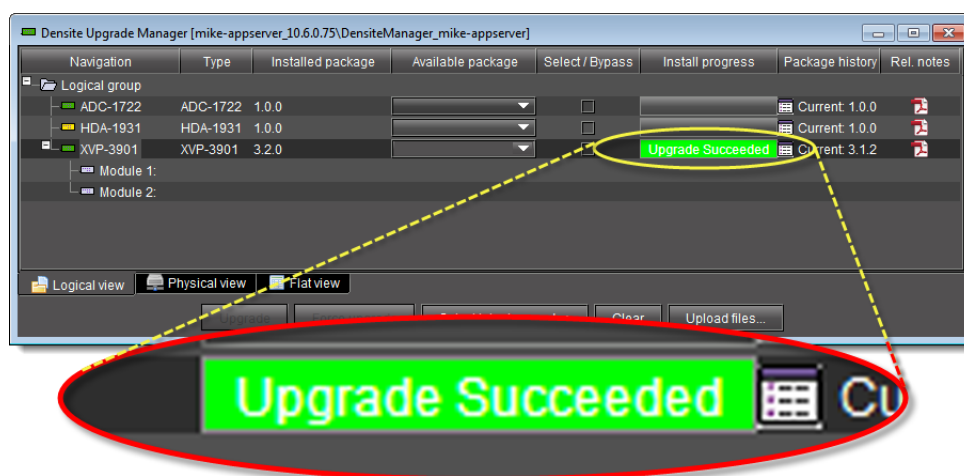 Densite Upgrade Manager [mike-appserver_10.6.0.75\DensiteManager_mike-appserver]
Navigation Type Installed package Available package Select / Bypass Install progress Package history Rel. notes
Logical group
ADC-1722 ADC-1722 1.0.0 Current: 1.0.0
HDA-1931 HDA-1931 1.0.0 Current: 1.0.0
XVP-3901 XVP-3901 3.2.0 Upgrade Succeeded Current: 3.1.2
Module 1:
Module 2:
Logical view Physical view Flat view
Upgrade Clear Upload files...
Upgrade Succeeded Cu